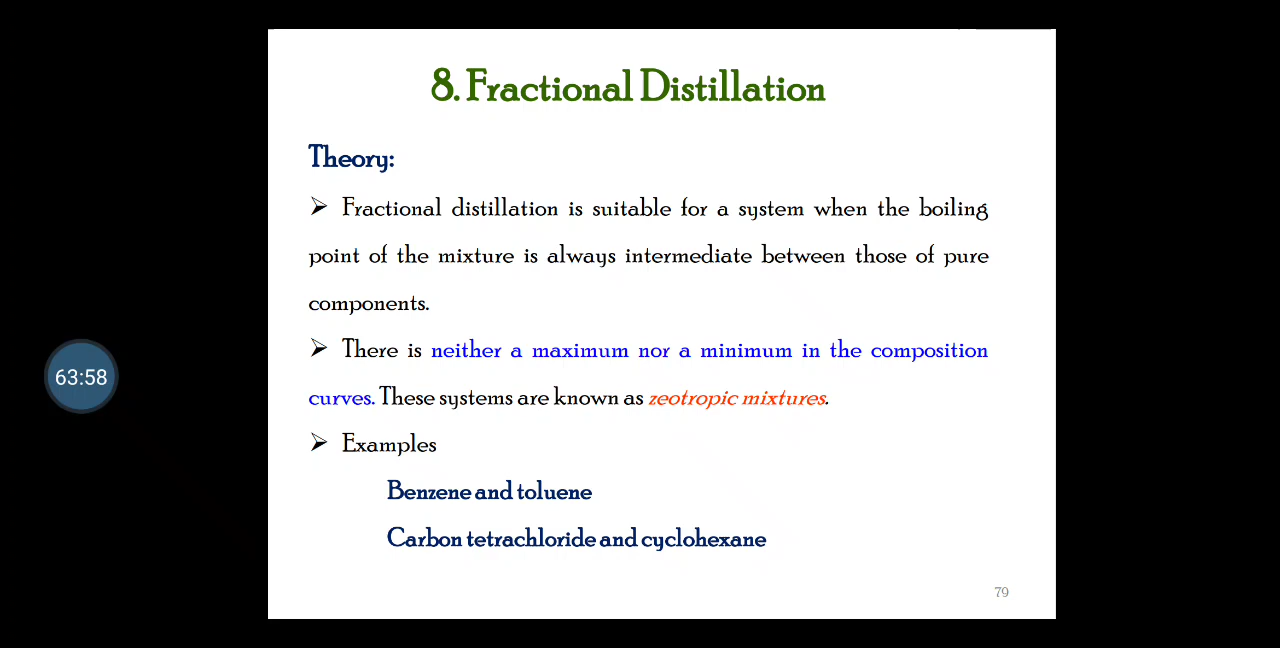 8. Fractional Distillation
Theory:
➢ Fractional distillation is suitable for a system when the boiling
point of the mixture is always intermediate between those of pure
components.
➢ There is neither a maximum nor a minimum in the composition
curves. These systems are known as zeotropic mixtures.
63:58
➢ Examples
Benzene and toluene
Carbon tetrachloride and cyclohexane
79